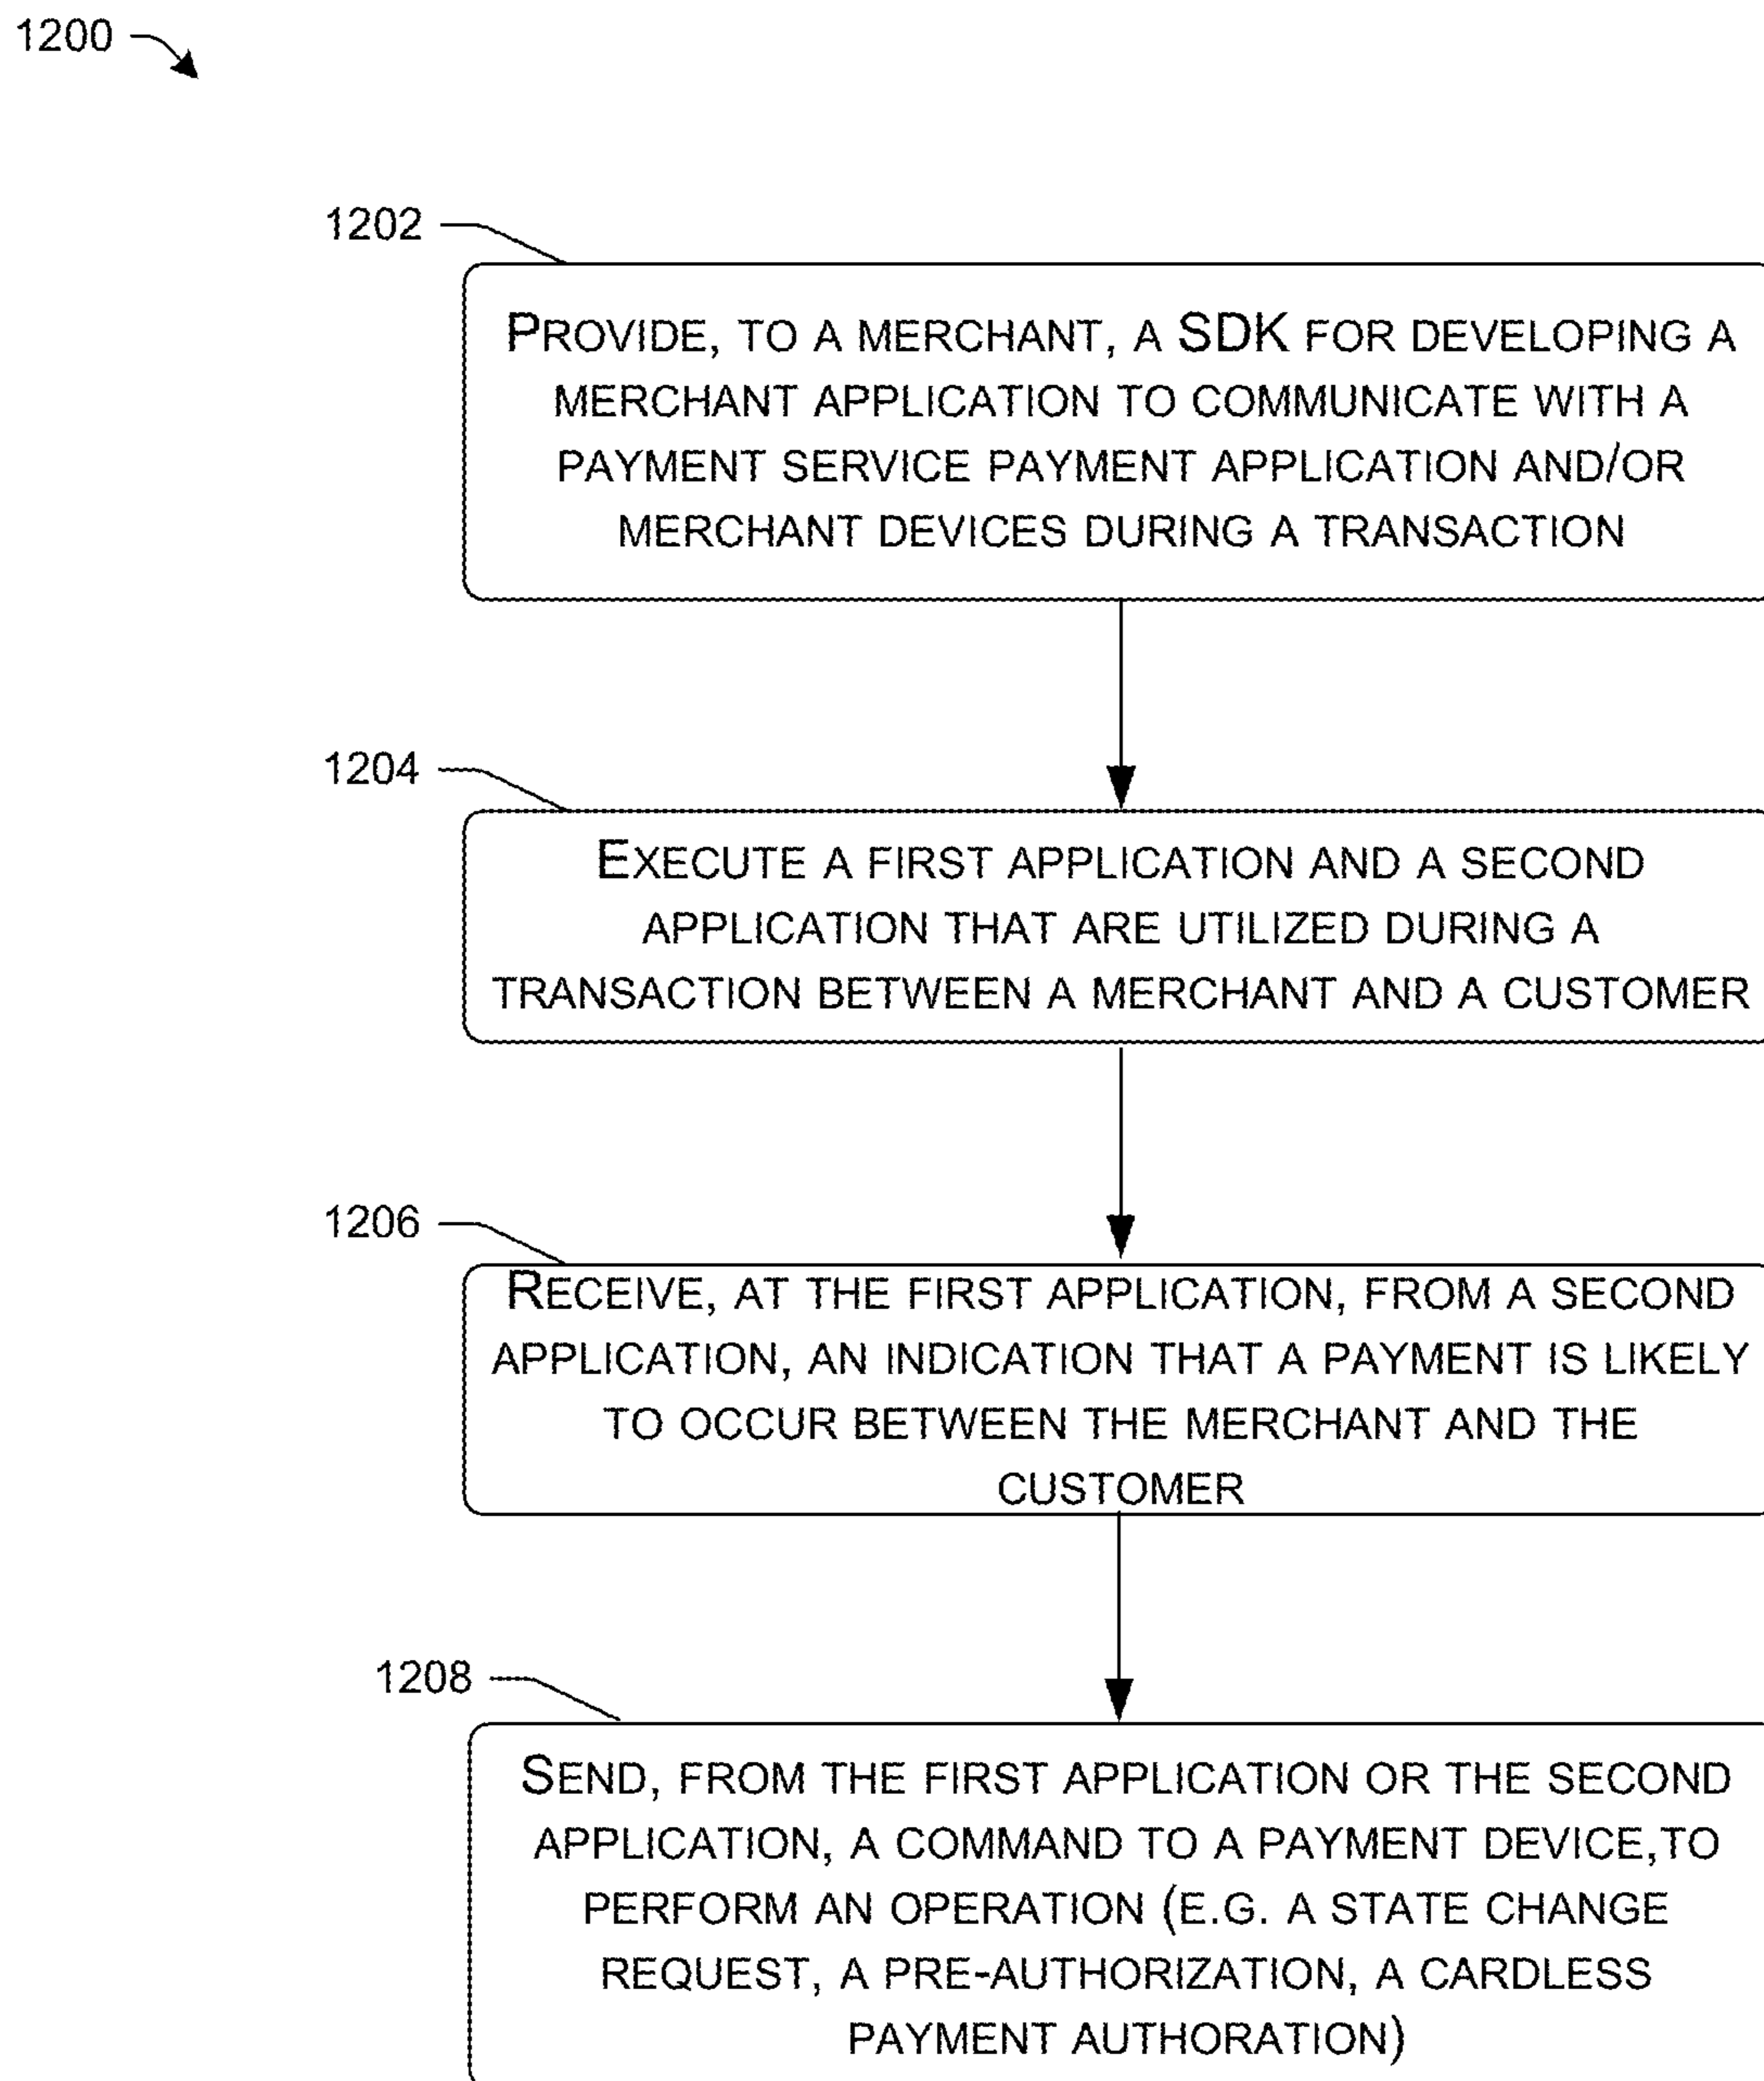 1200
1202
PROVIDE, TO A MERCHANT, A SDK FOR DEVELOPING A
MERCHANT APPLICATION TO COMMUNICATE WITH A
PAYMENT SERVICE PAYMENT APPLICATION AND/OR
MERCHANT DEVICES DURING A TRANSACTION
1204
EXECUTE A FIRST APPLICATION AND A SECOND
APPLICATION THAT ARE UTILIZED DURING A
TRANSACTION BETWEEN A MERCHANT AND A CUSTOMER
1206
RECEIVE, AT THE FIRST APPLICATION, FROM A SECOND
APPLICATION, AN INDICATION THAT A PAYMENT IS LIKELY
TO OCCUR BETWEEN THE MERCHANT AND THE
CUSTOMER
1208
SEND, FROM THE FIRST APPLICATION OR THE SECOND
APPLICATION, A COMMAND TO A PAYMENT DEVICE,TO
PERFORM AN OPERATION (E.G. A STATE CHANGE
REQUEST, A PRE-AUTHORIZATION, A CARDLESS
PAYMENT AUTHORATION)